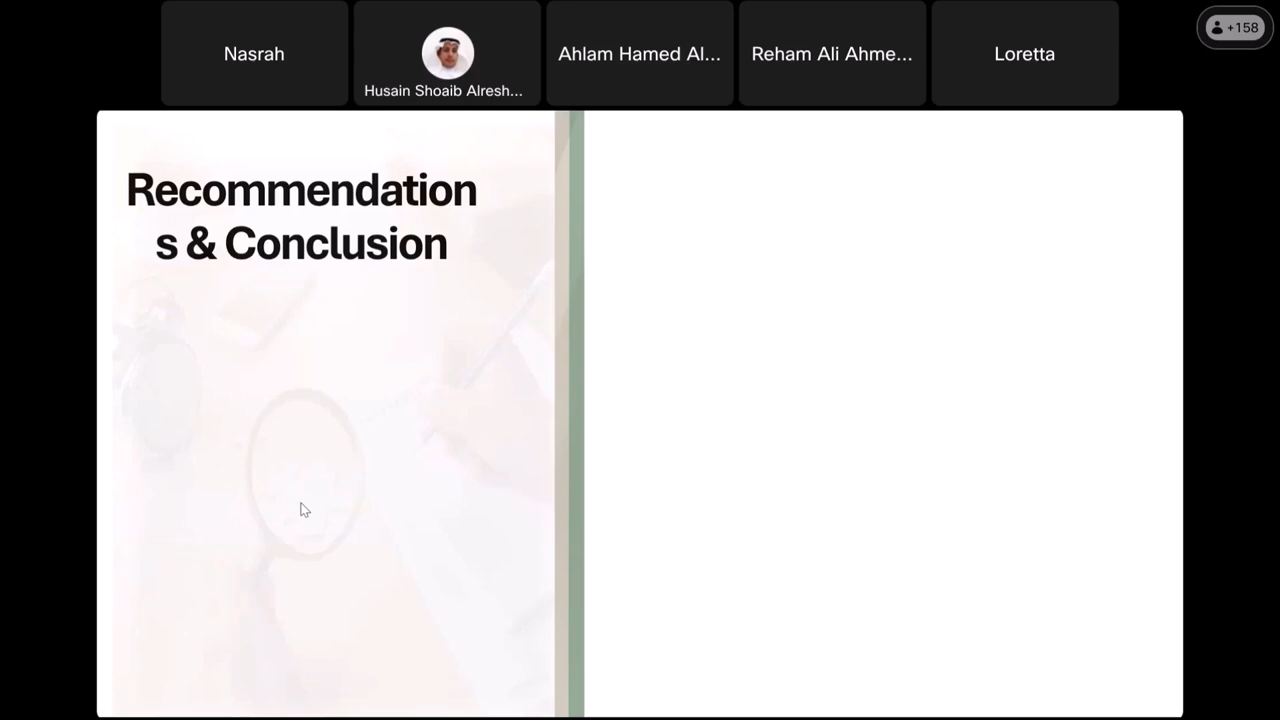 Nasrah
Husain Shoaib Alresh...
Ahlam Hamed Al...
Reham Ali Ahme...
Loretta
+158
Recommendation
s & Conclusion